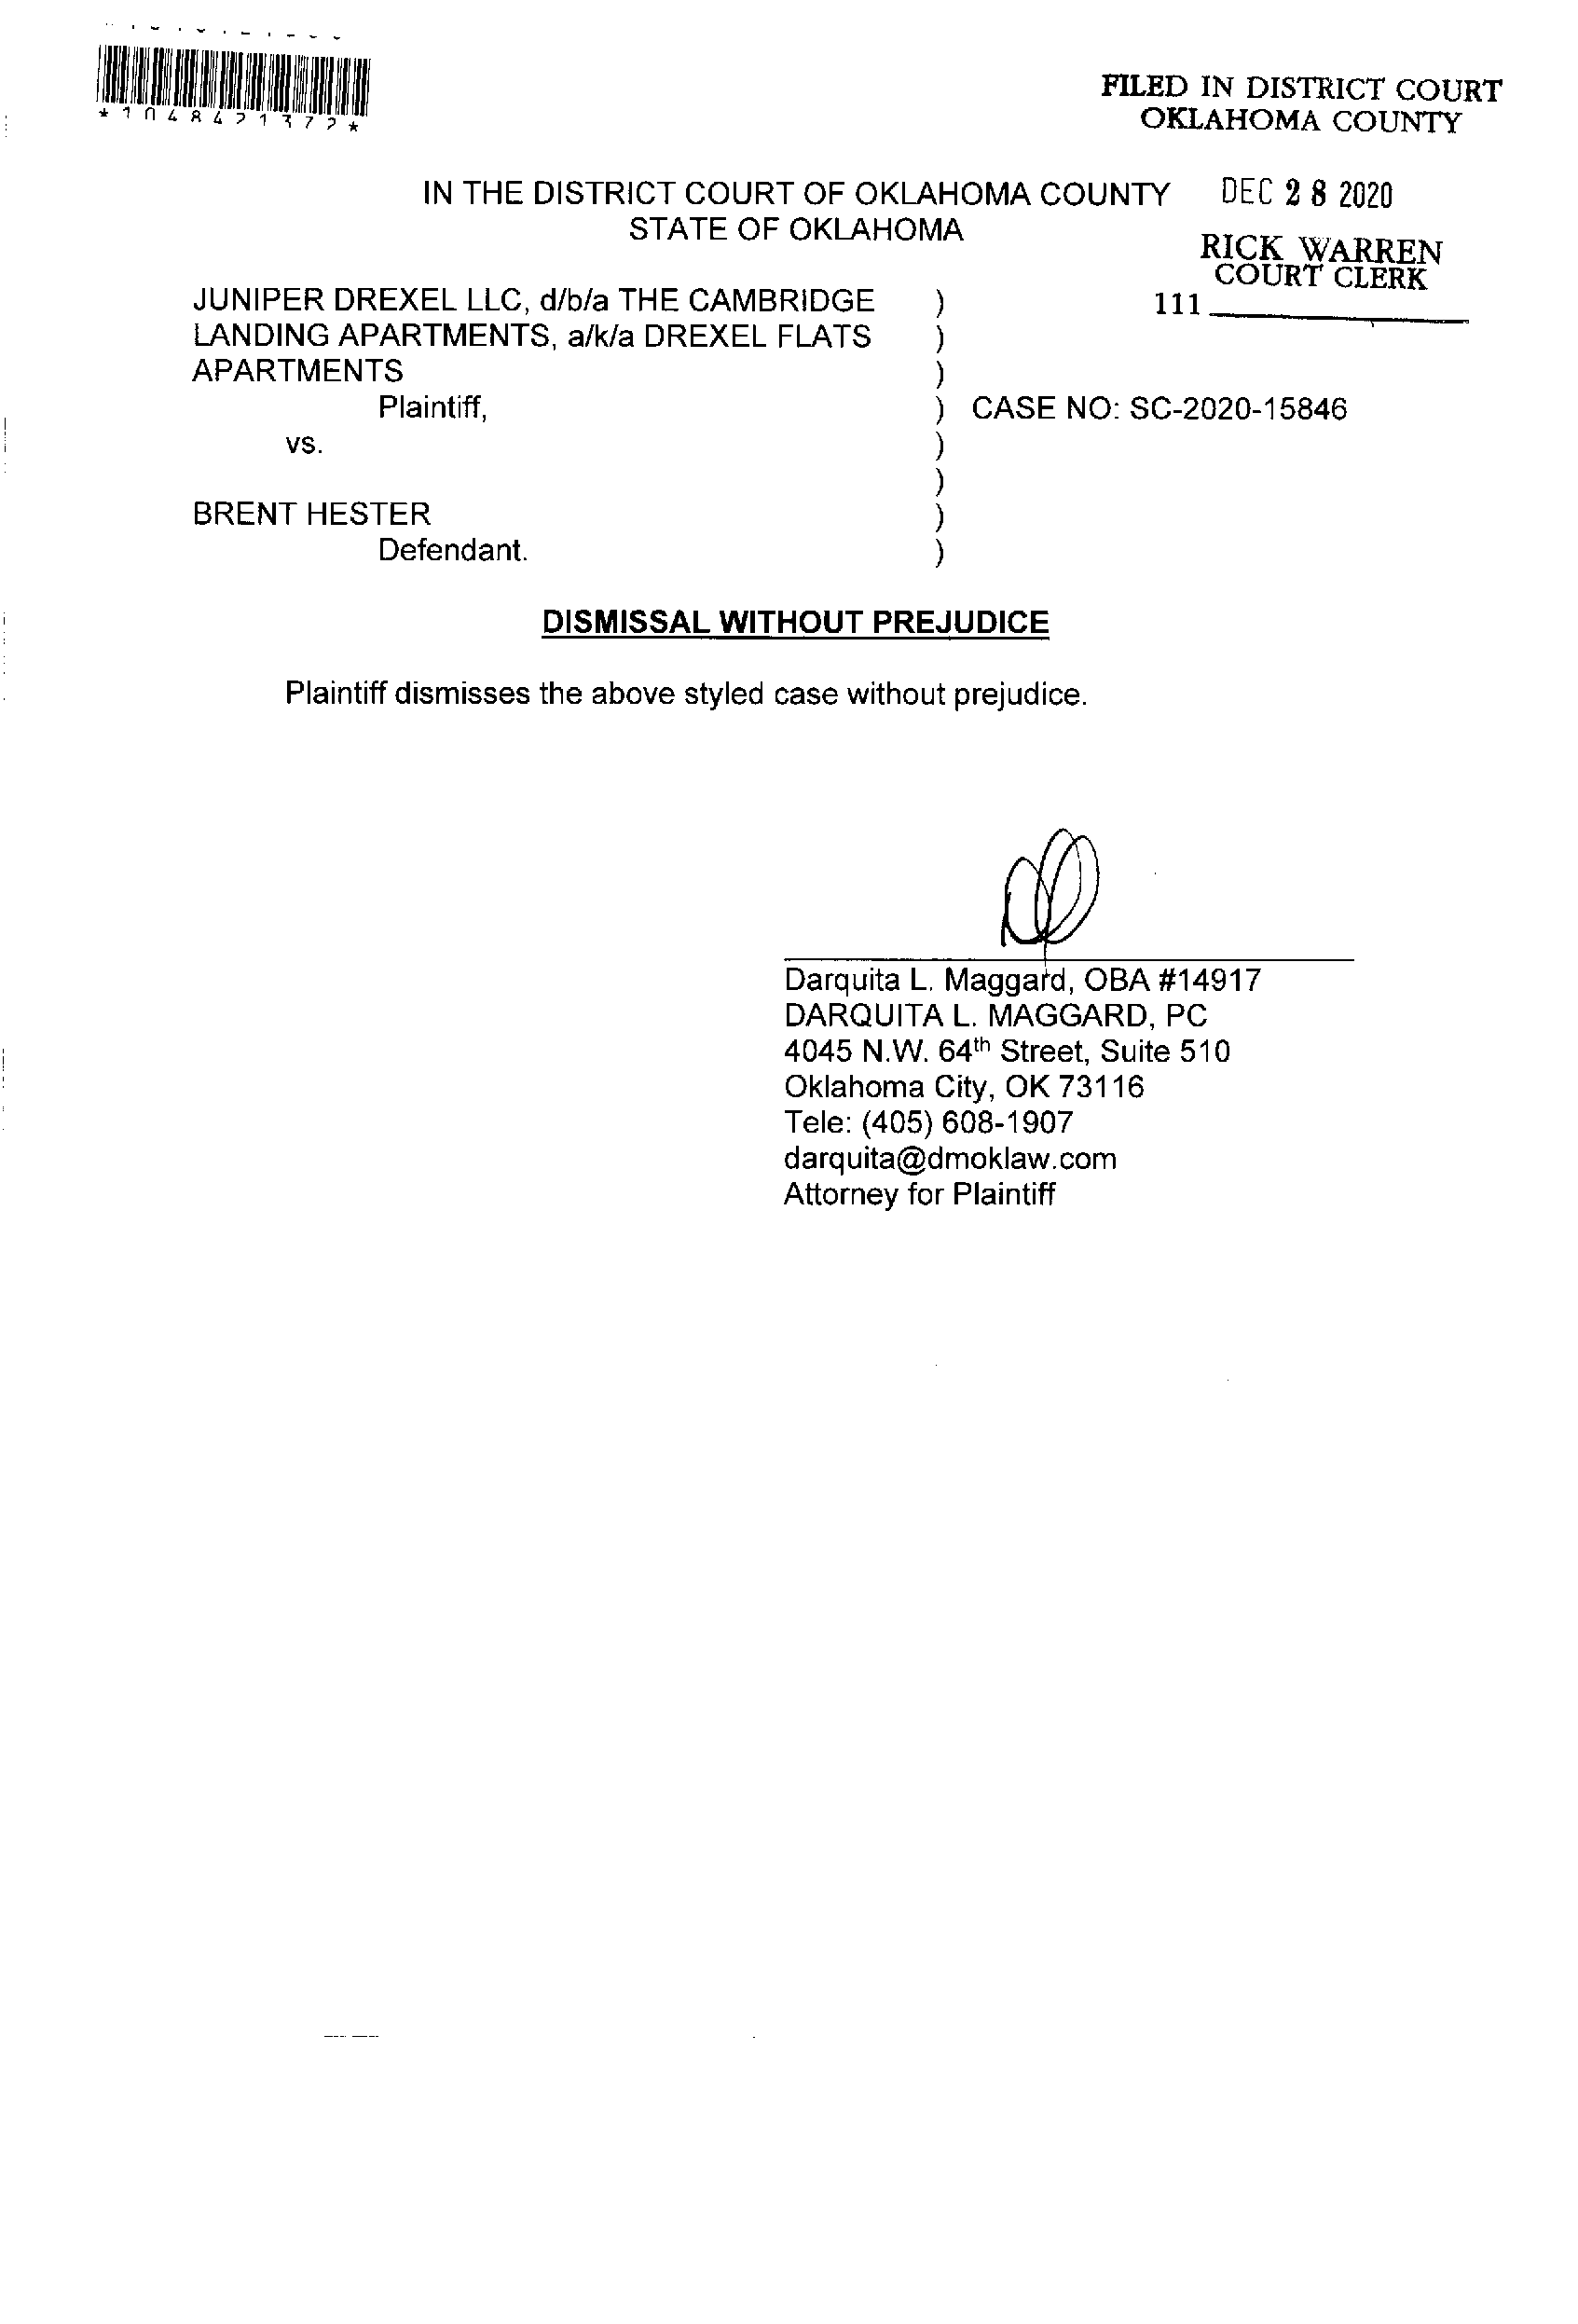 *1048421372*
FILED IN DISTRICT COURT
OKLAHOMA COUNTY
IN THE DISTRICT COURT OF OKLAHOMA COUNTY
STATE OF OKLAHOMA
DEC 28 2020
RICK WARREN
COURT CLERK
111
JUNIPER DREXEL LLC, d/b/a THE CAMBRIDGE )
LANDING APARTMENTS, a/k/a DREXEL FLATS )
APARTMENTS )
Plaintiff, ) CASE NO: SC-2020-15846
vs. )
)
BRENT HESTER )
Defendant. )
DISMISSAL WITHOUT PREJUDICE
Plaintiff dismisses the above styled case without prejudice.
Darquita L. Maggard, OBA #14917
DARQUITA L. MAGGARD, PC
4045 N.W. 64th Street, Suite 510
Oklahoma City, OK 73116
Tele: (405) 608-1907
darquita@dmoklaw.com
Attorney for Plaintiff